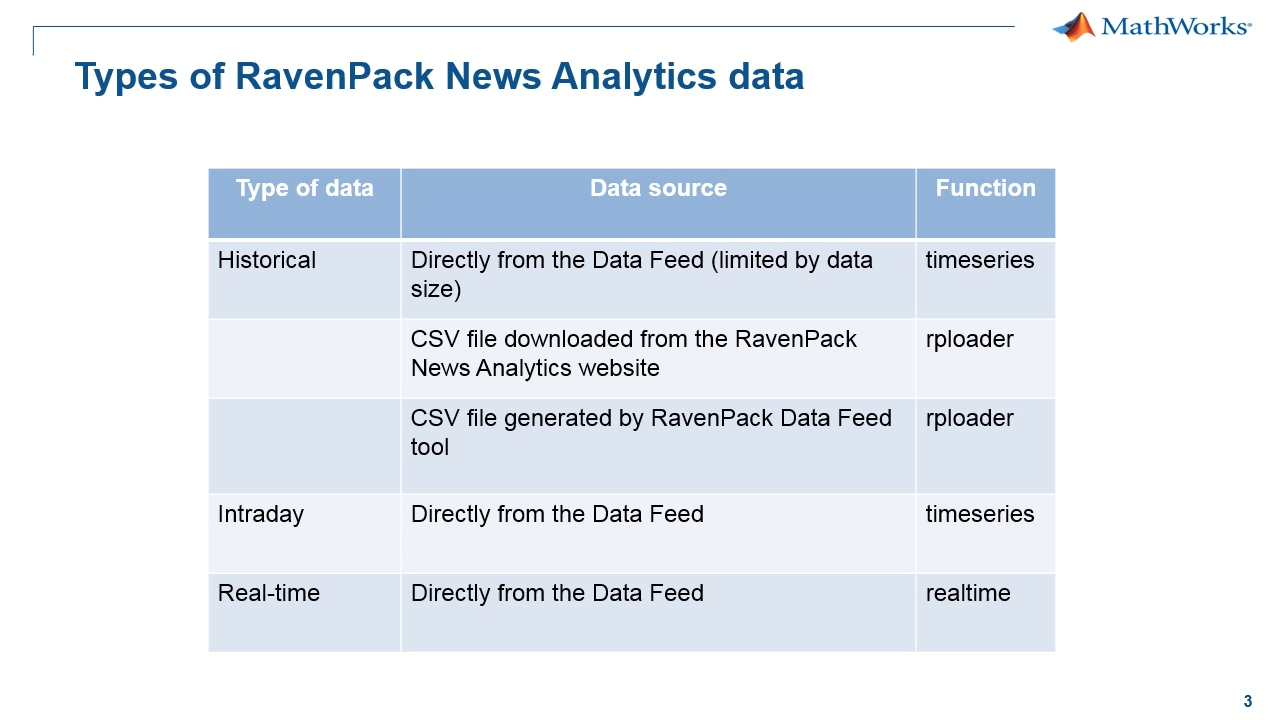 MathWorks®
Types of RavenPack News Analytics data
Type of data Data source Function
Historical Directly from the Data Feed (limited by data timeseries
size)
CSV file downloaded from the RavenPack rploader
News Analytics website
CSV file generated by RavenPack Data Feed rploader
tool
Intraday Directly from the Data Feed timeseries
Real-time Directly from the Data Feed realtime
3